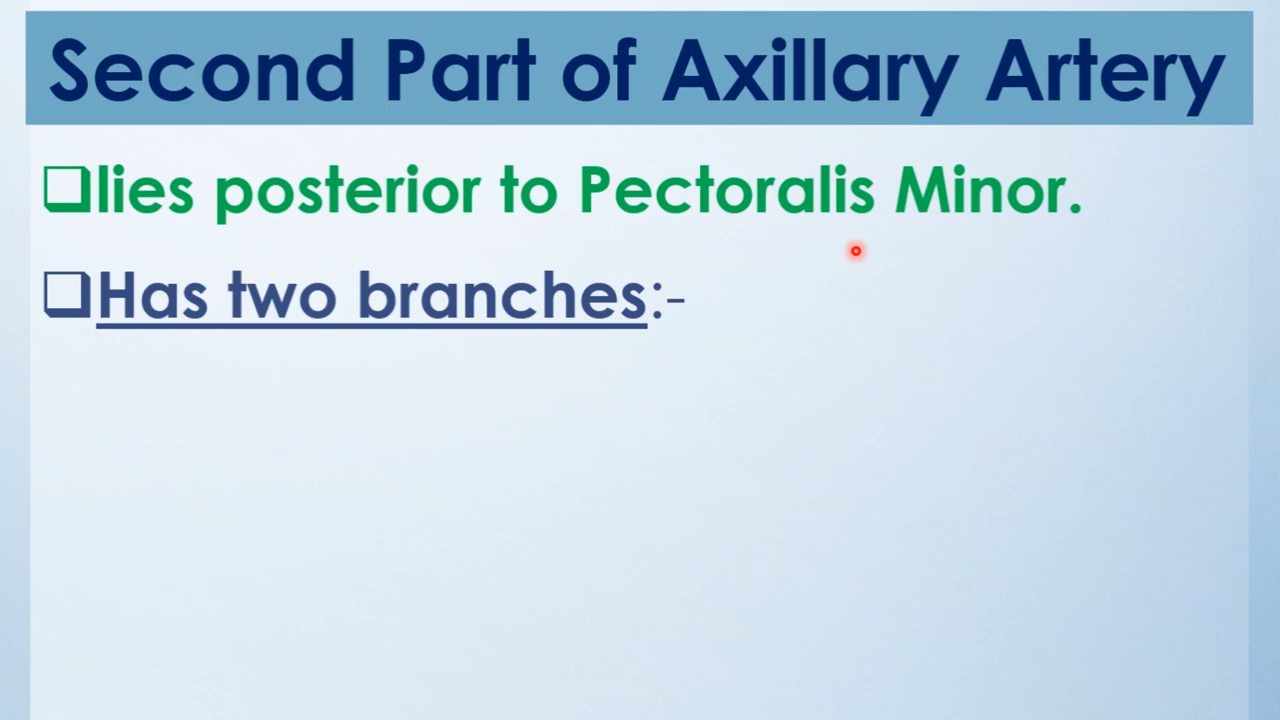 Second Part of Axillary Artery
❑lies posterior to Pectoralis Minor.
❑Has two branches:-